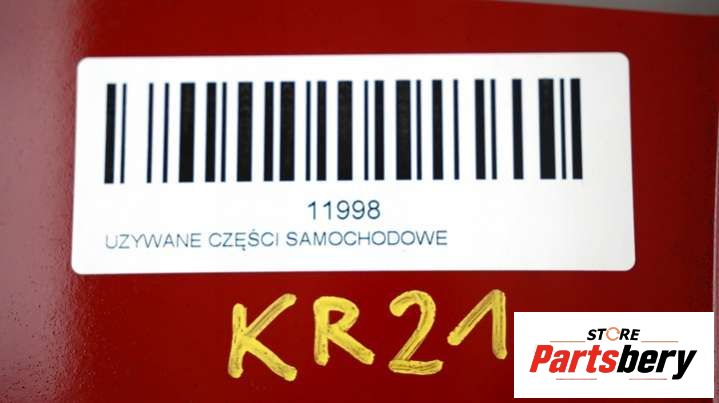 11998
UZYWANE CZĘŚCI SAMOCHODOWE
KR21
STORE
Partsbery